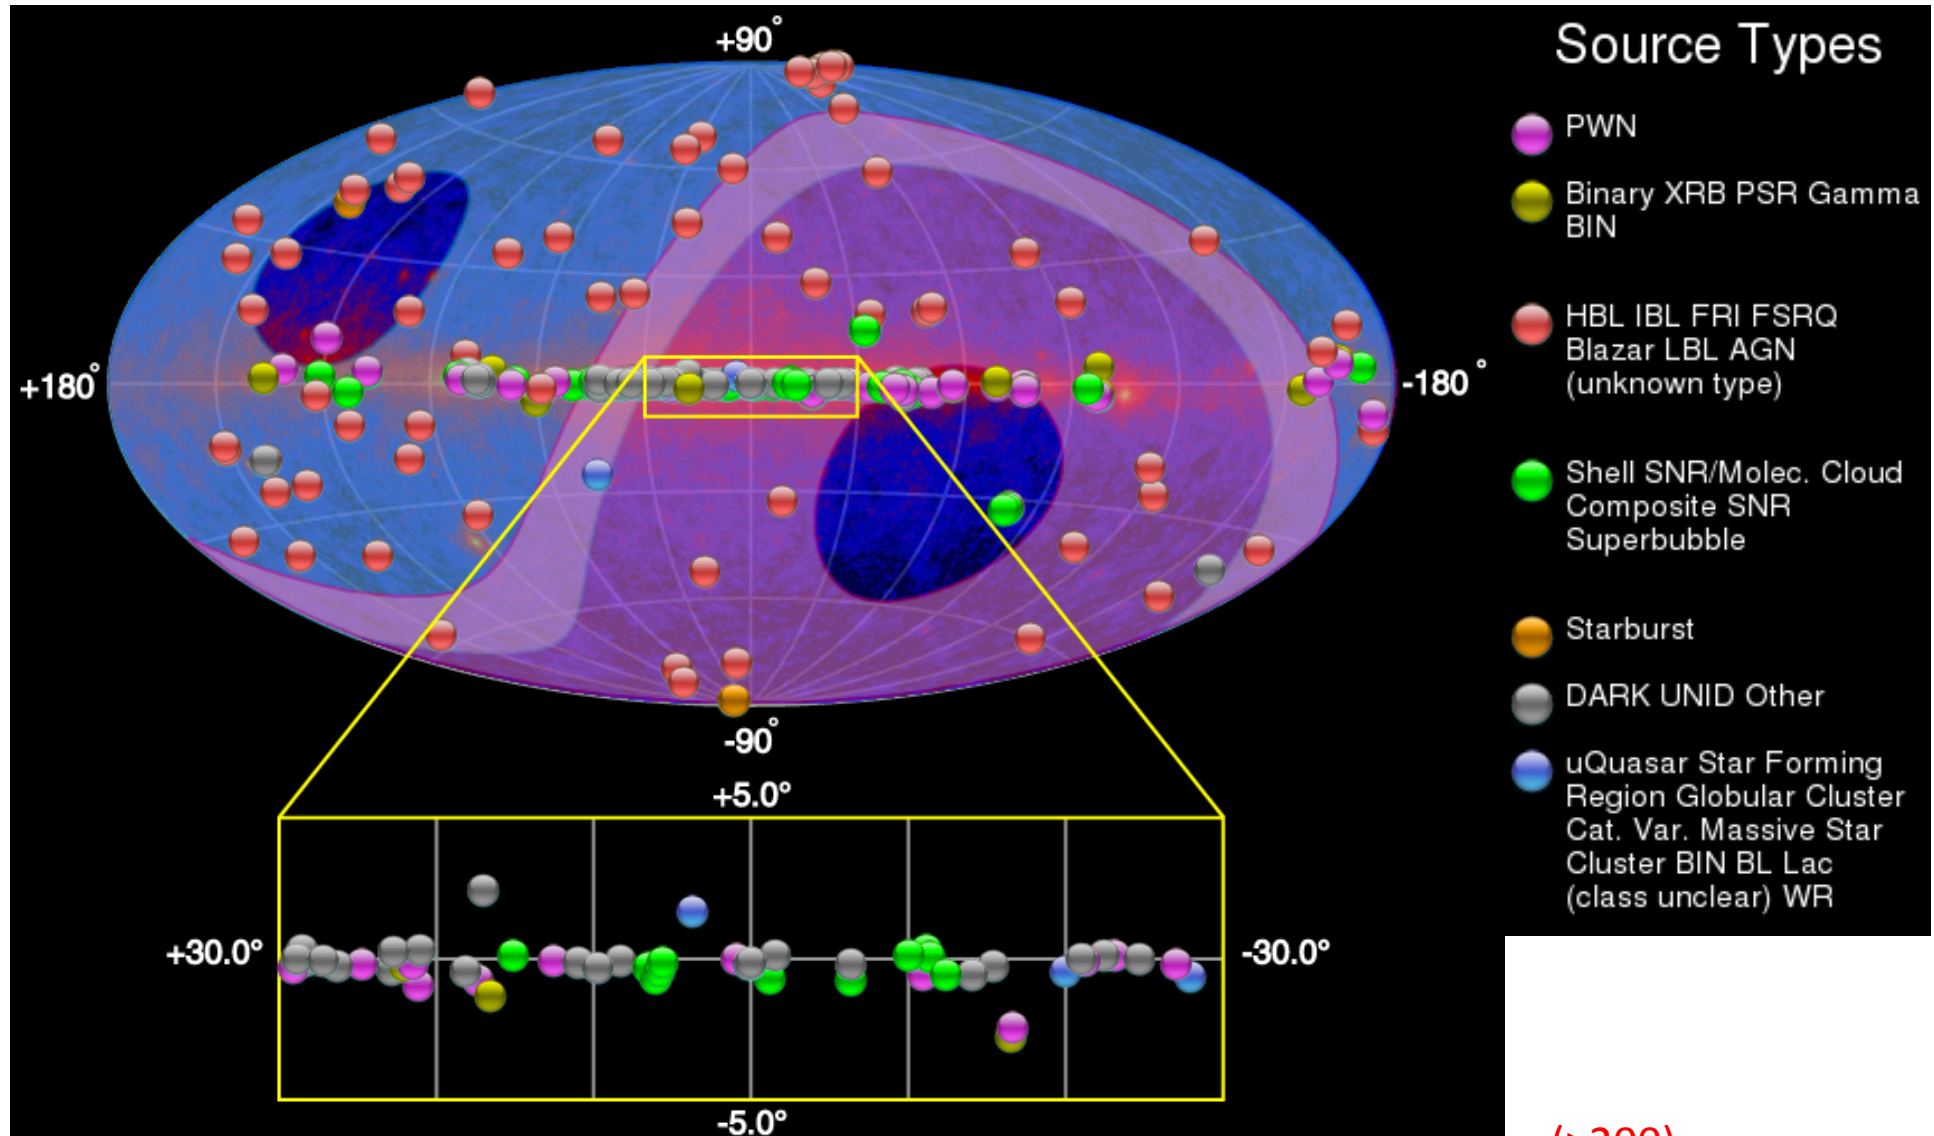 +90°
+180°
-180°
-90°
+5.0°
+30.0°
-30.0°
-5.0°
Source Types
PWN
Binary XRB PSR Gamma
BIN
HBL IBL FRI FSRQ
Blazar LBL AGN
(unknown type)
Shell SNR/Molec. Cloud
Composite SNR
Superbubble
Starburst
DARK UNID Other
uQuasar Star Forming
Region Globular Cluster
Cat. Var. Massive Star
Cluster BIN BL Lac
(class unclear) WR